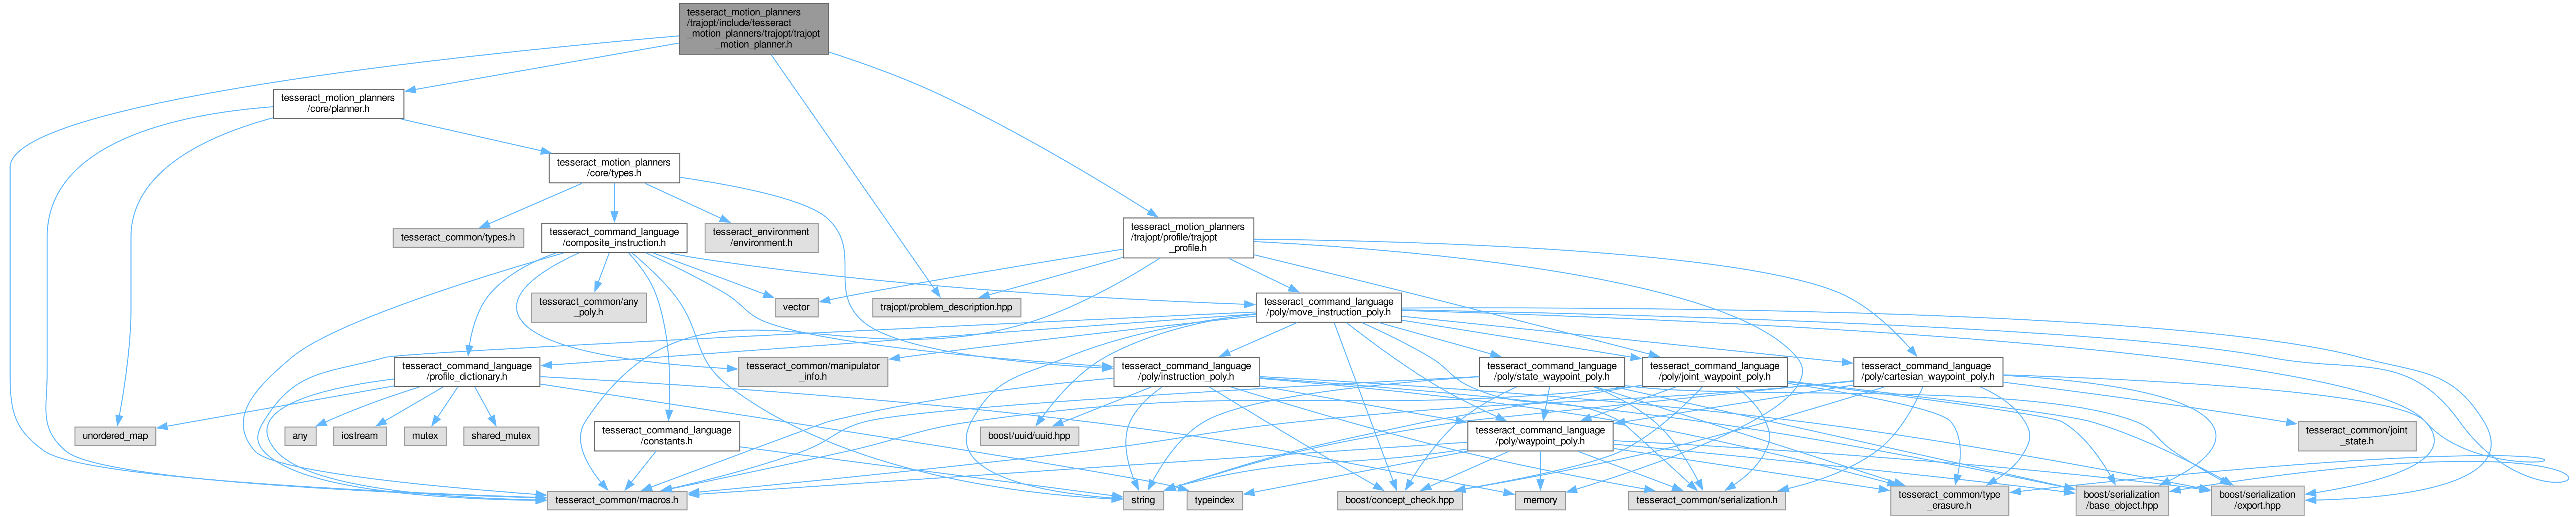 tesseract_motion_planners
/trajopt/include/tesseract
_motion_planners/trajopt/trajopt
_motion_planner.h
tesseract_motion_planners
/core/planner.h
tesseract_motion_planners
/core/types.h
tesseract_common/types.h
tesseract_command_language
/composite_instruction.h
tesseract_environment
/environment.h
tesseract_motion_planners
/trajopt/profile/trajopt
_profile.h
tesseract_common/any
_poly.h
vector
trajopt/problem_description.hpp
tesseract_command_language
/poly/move_instruction_poly.h
tesseract_command_language
/profile_dictionary.h
tesseract_common/manipulator
_info.h
tesseract_command_language
/poly/instruction_poly.h
tesseract_command_language
/poly/state_waypoint_poly.h
tesseract_command_language
/poly/joint_waypoint_poly.h
tesseract_command_language
/poly/cartesian_waypoint_poly.h
unordered_map
any
iostream
mutex
shared_mutex
tesseract_command_language
/constants.h
boost/uuid/uuid.hpp
tesseract_command_language
/poly/waypoint_poly.h
tesseract_common/joint
_state.h
tesseract_common/macros.h
string
typeindex
boost/concept_check.hpp
memory
tesseract_common/serialization.h
tesseract_common/type
_erasure.h
boost/serialization
/base_object.hpp
boost/serialization
/export.hpp